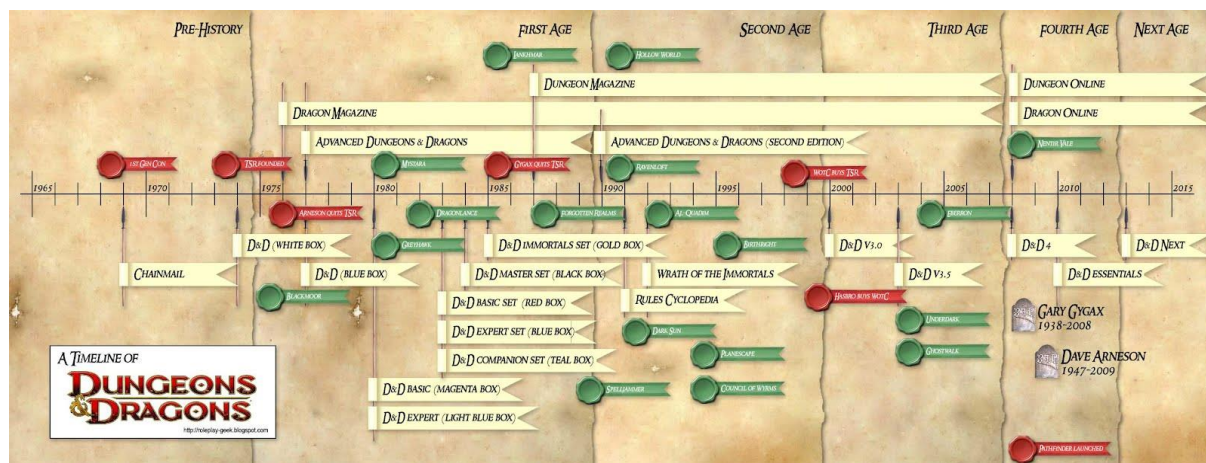 PRE-HISTORY
FIRST AGE
SECOND AGE
THIRD AGE
FOURTH AGE
NEXT AGE
LANKHMAR
HOLLOW WORLD
DUNGEON MAGAZINE
DUNGEON ONLINE
DRAGON MAGAZINE
DRAGON ONLINE
ADVANCED DUNGEONS & DRAGONS
ADVANCED DUNGEONS & DRAGONS (SECOND EDITION)
NENTIR VALE
1ST GEN CON
TSR FOUNDED
MYSTARA
GYGAX QUITS TSR
RAVENLOFT
WOTC BUYS TSR
1965
1970
1975
1980
1985
1990
1995
2000
2005
2010
2015
ARNESON QUITS TSR
DRAGONLANCE
FORGOTTEN REALMS
AL-QUADIM
EBERRON
D&D (WHITE BOX)
GREYHAWK
D&D IMMORTALS SET (GOLD BOX)
BIRTHRIGHT
D&D V3.0
D&D 4
D&D NEXT
CHAINMAIL
D&D (BLUE BOX)
D&D MASTER SET (BLACK BOX)
WRATH OF THE IMMORTALS
D&D V3.5
D&D ESSENTIALS
BLACKMOOR
D&D BASIC SET (RED BOX)
RULES CYCLOPEDIA
HASBRO BUYS WOTC
GARY GYGAX
1938-2008
D&D EXPERT SET (BLUE BOX)
DARK SUN
UNDERDARK
D&D COMPANION SET (TEAL BOX)
PLANESCAPE
GHOSTWALK
DAVE ARNESON
1947-2009
D&D BASIC (MAGENTA BOX)
SPELLJAMMER
COUNCIL OF WYRMS
D&D EXPERT (LIGHT BLUE BOX)
A TIMELINE OF
DUNGEONS
& DRAGONS
http://roleplay-geek.blogspot.com
PATHFINDER LAUNCHED